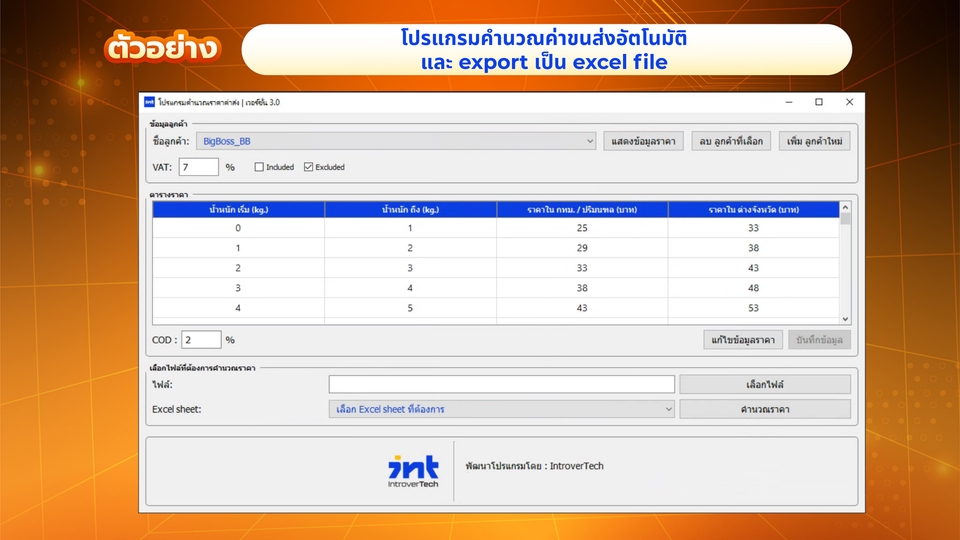 ตัวอย่าง
โปรแกรมคำนวณค่าขนส่งอัตโนมัติ
และ export เป็น excel file
int โปรแกรมคำนวณราคาค่าส่ง | เวอร์ชั่น 3.0
ข้อมูลลูกค้า
ชื่อลูกค้า: BigBoss_BB แสดงข้อมูลราคา ลบ ลูกค้าที่เลือก เพิ่ม ลูกค้าใหม่
VAT: 7 % Included Excluded
ตารางราคา
น้ำหนัก เริ่ม (kg.) น้ำหนัก ถึง (kg.) ราคาใน กทม. / ปริมณฑล (บาท) ราคาใน ต่างจังหวัด (บาท)
0 1 25 33
1 2 29 38
2 3 33 43
3 4 38 48
4 5 43 53
COD : 2 % แก้ไขข้อมูลราคา บันทึกข้อมูล
เลือกไฟล์ที่ต้องการคำนวณราคา
ไฟล์: เลือกไฟล์
Excel sheet: เลือก Excel sheet ที่ต้องการ คำนวณราคา
int
IntroverTech
พัฒนาโปรแกรมโดย : IntroverTech